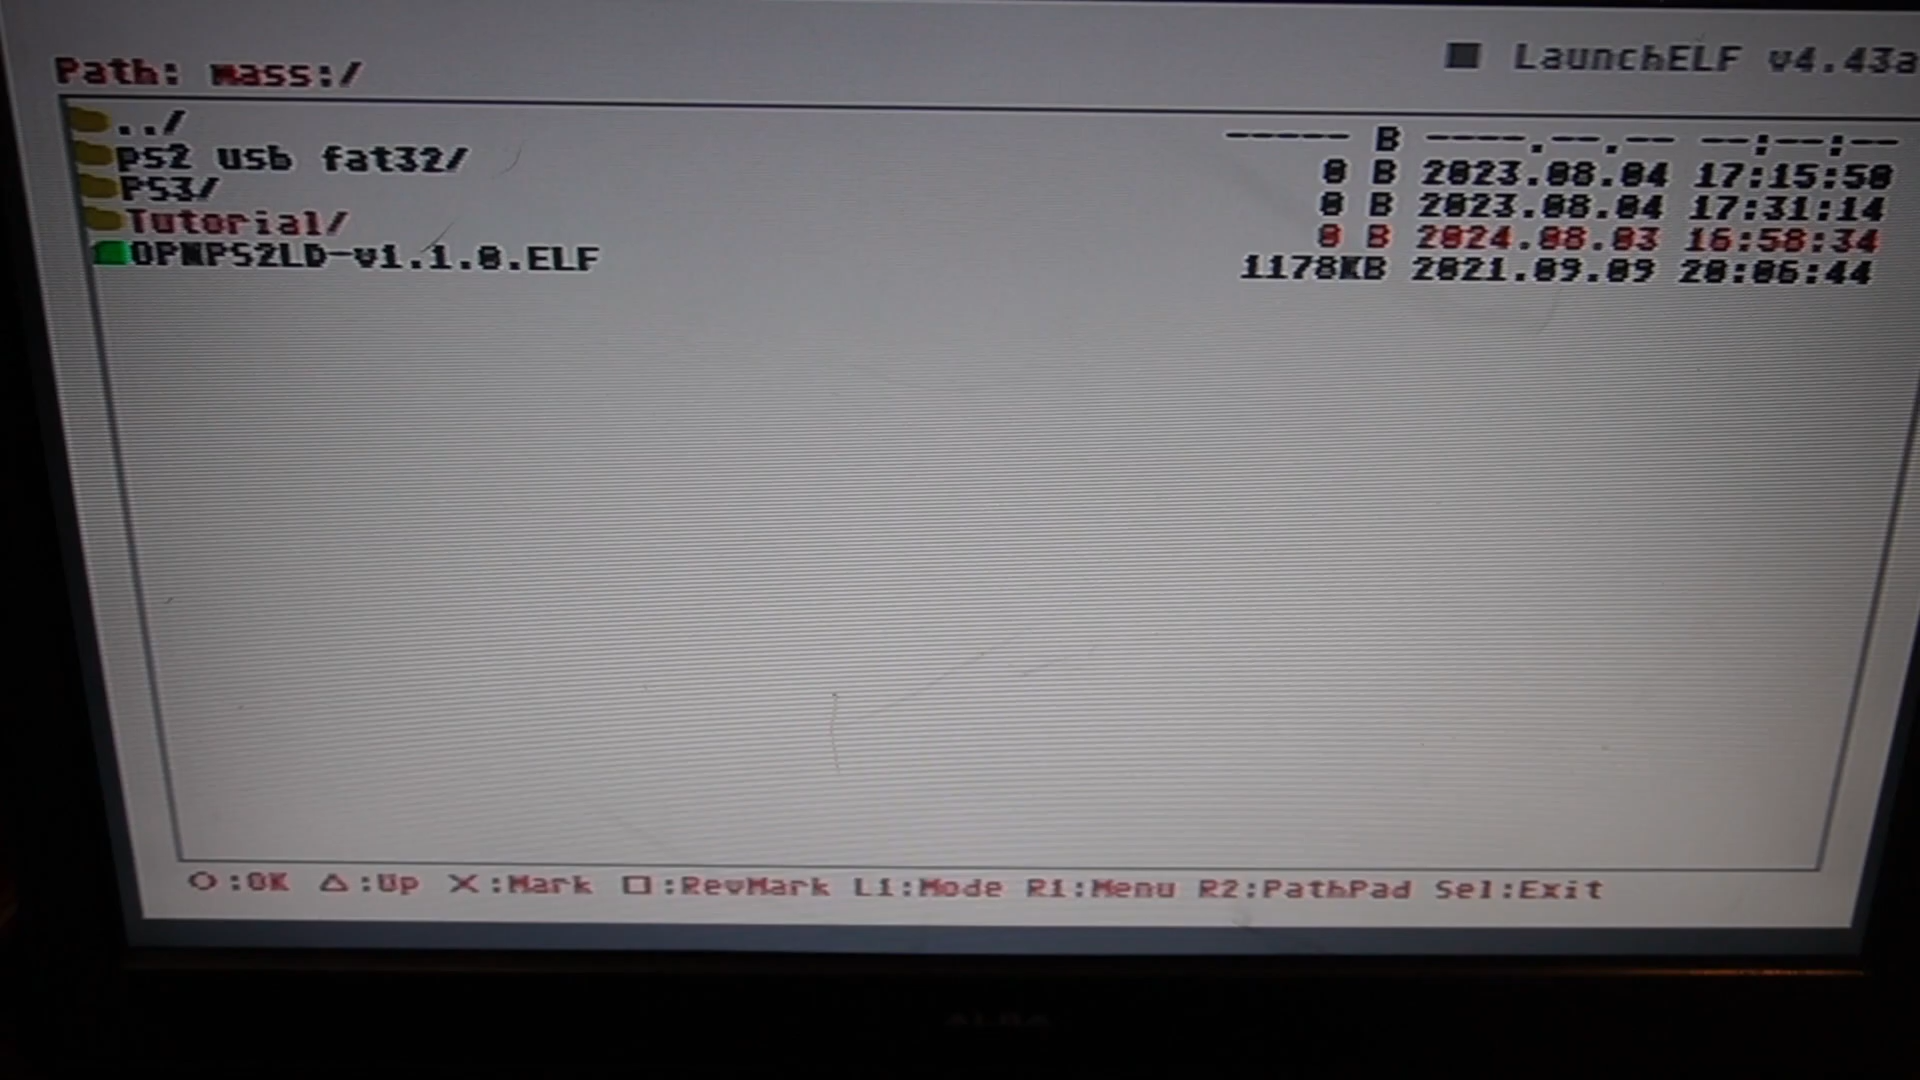 Path: mass:/
LaunchELF v4.43a
../ ----- B ----.--.-- --:--:--
ps2 usb fat32/ 0 B 2023.08.04 17:15:50
PS3/ 0 B 2023.08.04 17:31:14
Tutorial/ 0 B 2024.08.03 16:58:34
OPNPS2LD-v1.1.0.ELF 1178KB 2021.09.09 20:06:44
○:OK △:Up ×:Mark □:RevMark L1:Mode R1:Menu R2:PathPad Sel:Exit
ALBA